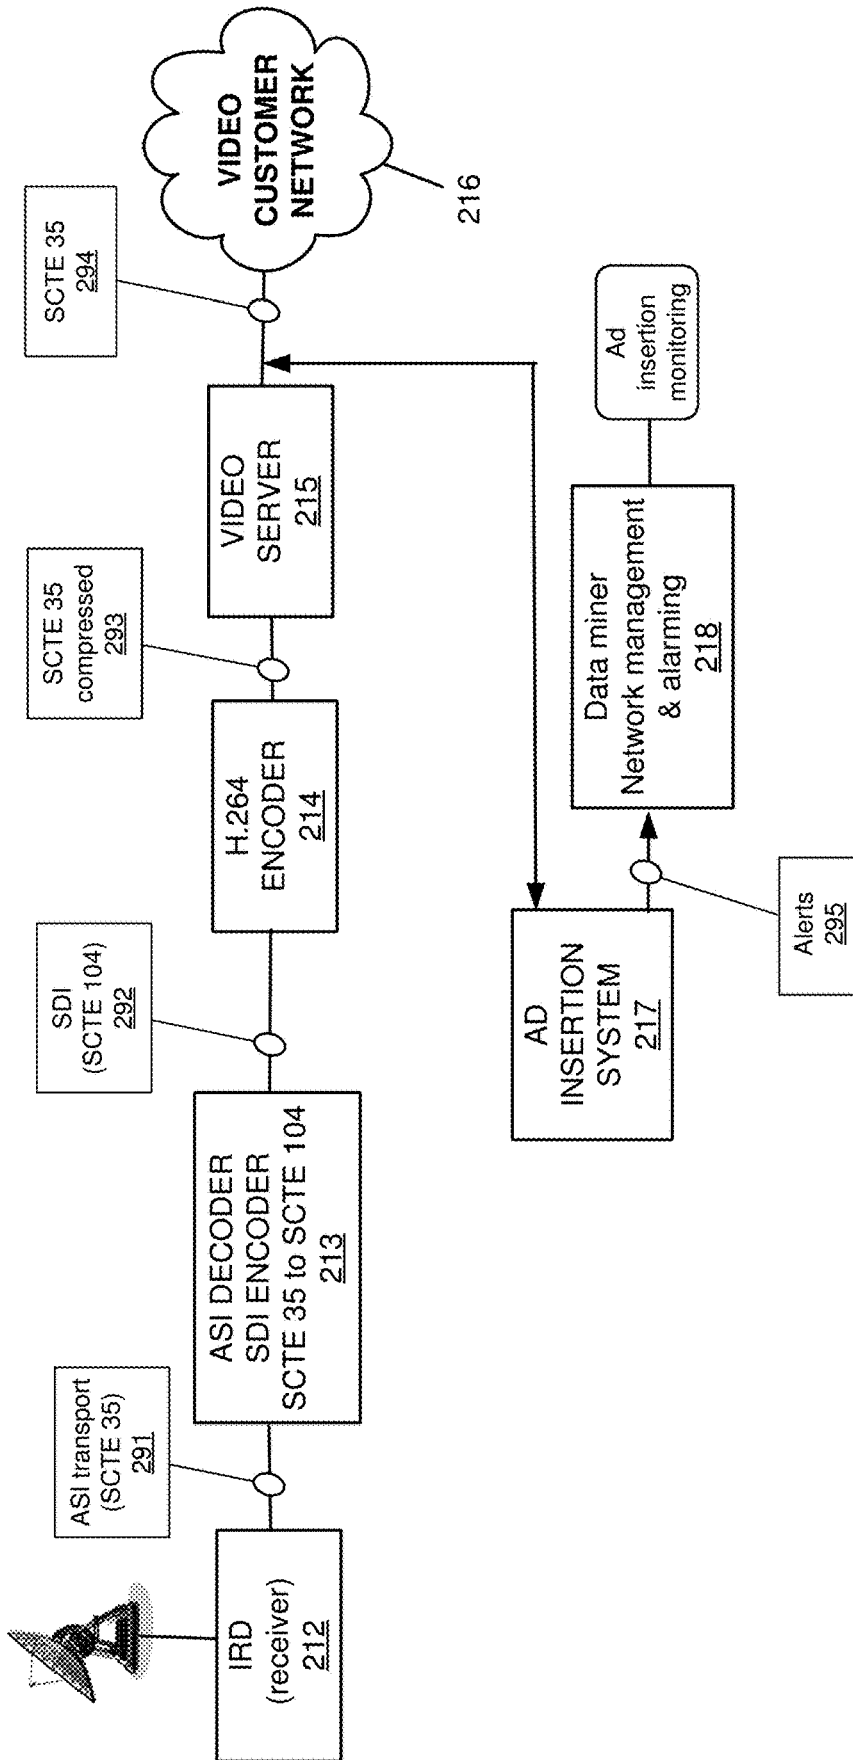 IRD
(receiver)
212
ASI transport
(SCTE 35)
291
ASI DECODER
SDI ENCODER
SCTE 35 to SCTE 104
213
SDI
(SCTE 104)
292
H.264
ENCODER
214
SCTE 35
compressed
293
VIDEO
SERVER
215
SCTE 35
294
VIDEO
CUSTOMER
NETWORK
216
AD
INSERTION
SYSTEM
217
Alerts
295
Data miner
Network management
& alarming
218
Ad
insertion
monitoring